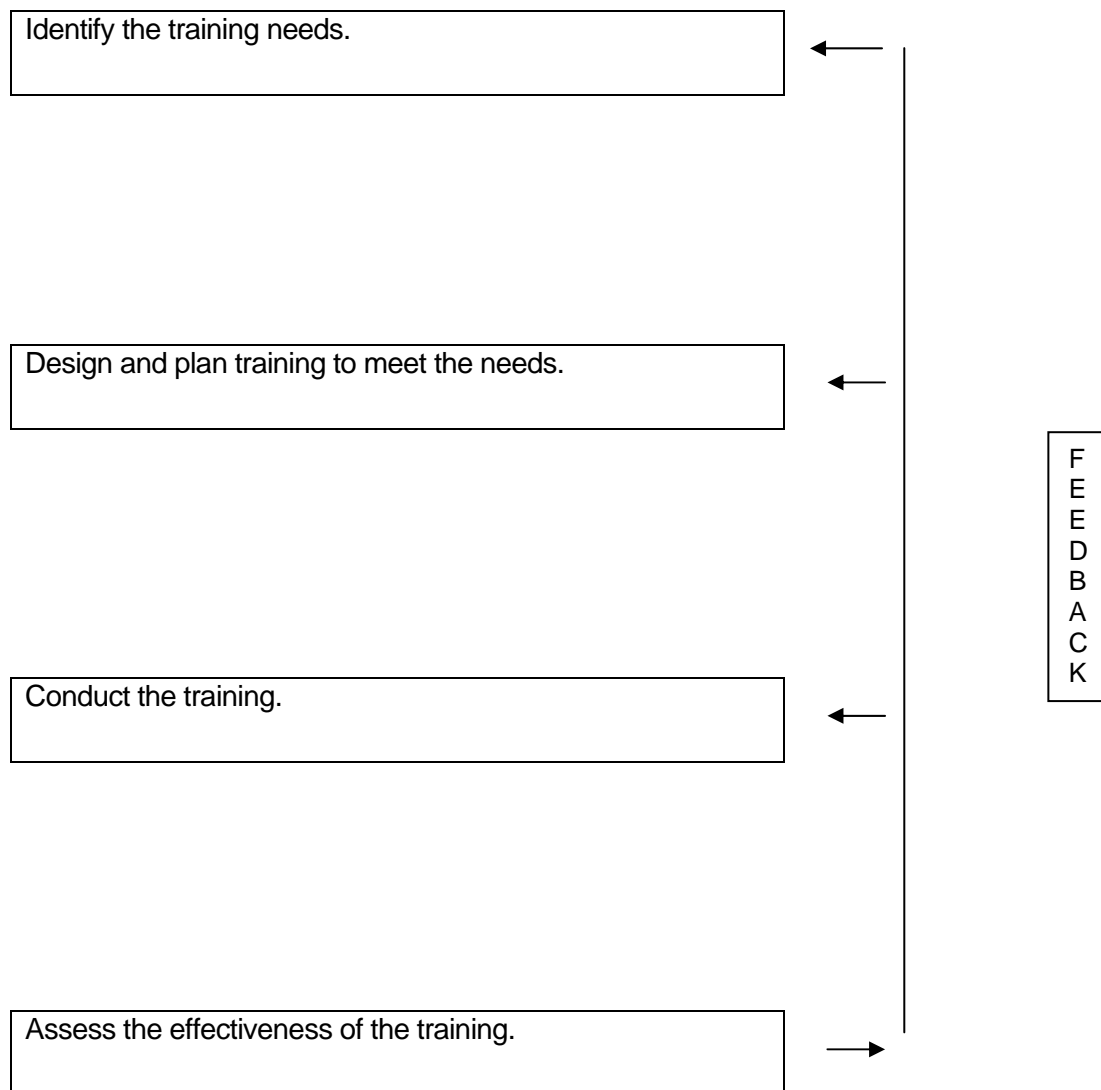 Identify the training needs.
Design and plan training to meet the needs.
F
E
E
D
B
A
C
K
Conduct the training.
Assess the effectiveness of the training.